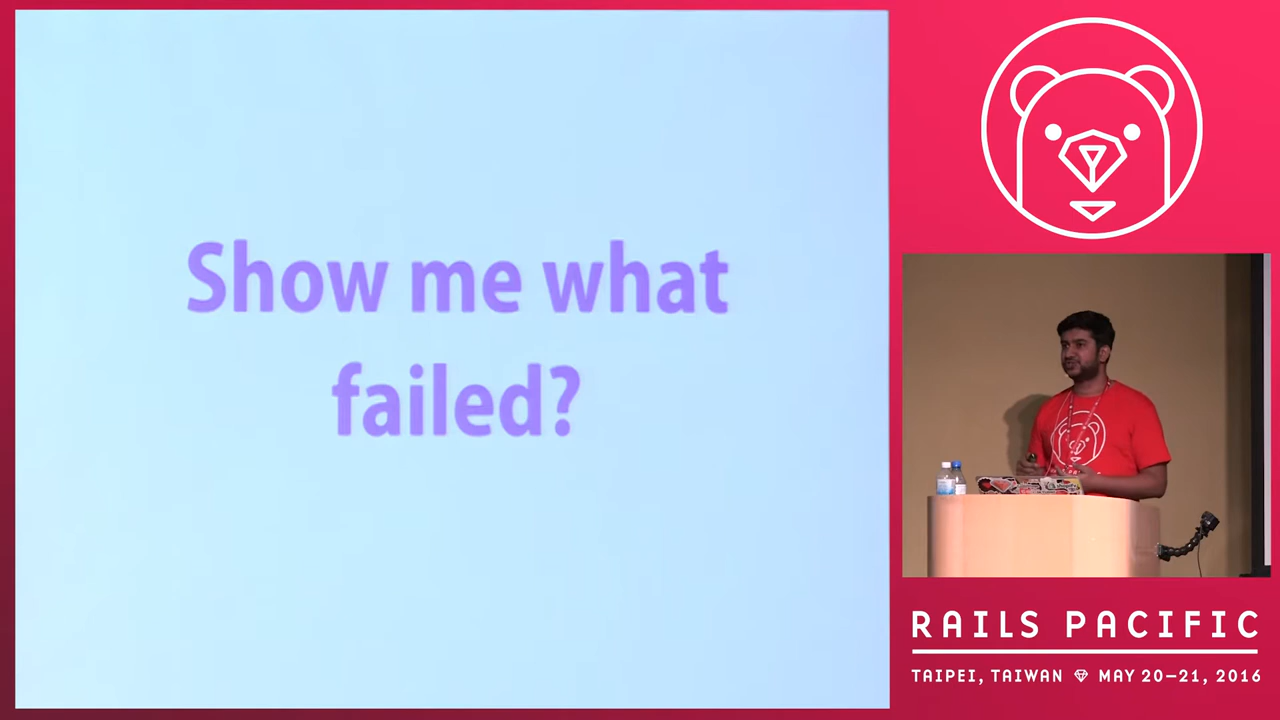 Show me what
failed?
RAILS PACIFIC
TAIPEI, TAIWAN MAY 20–21, 2016